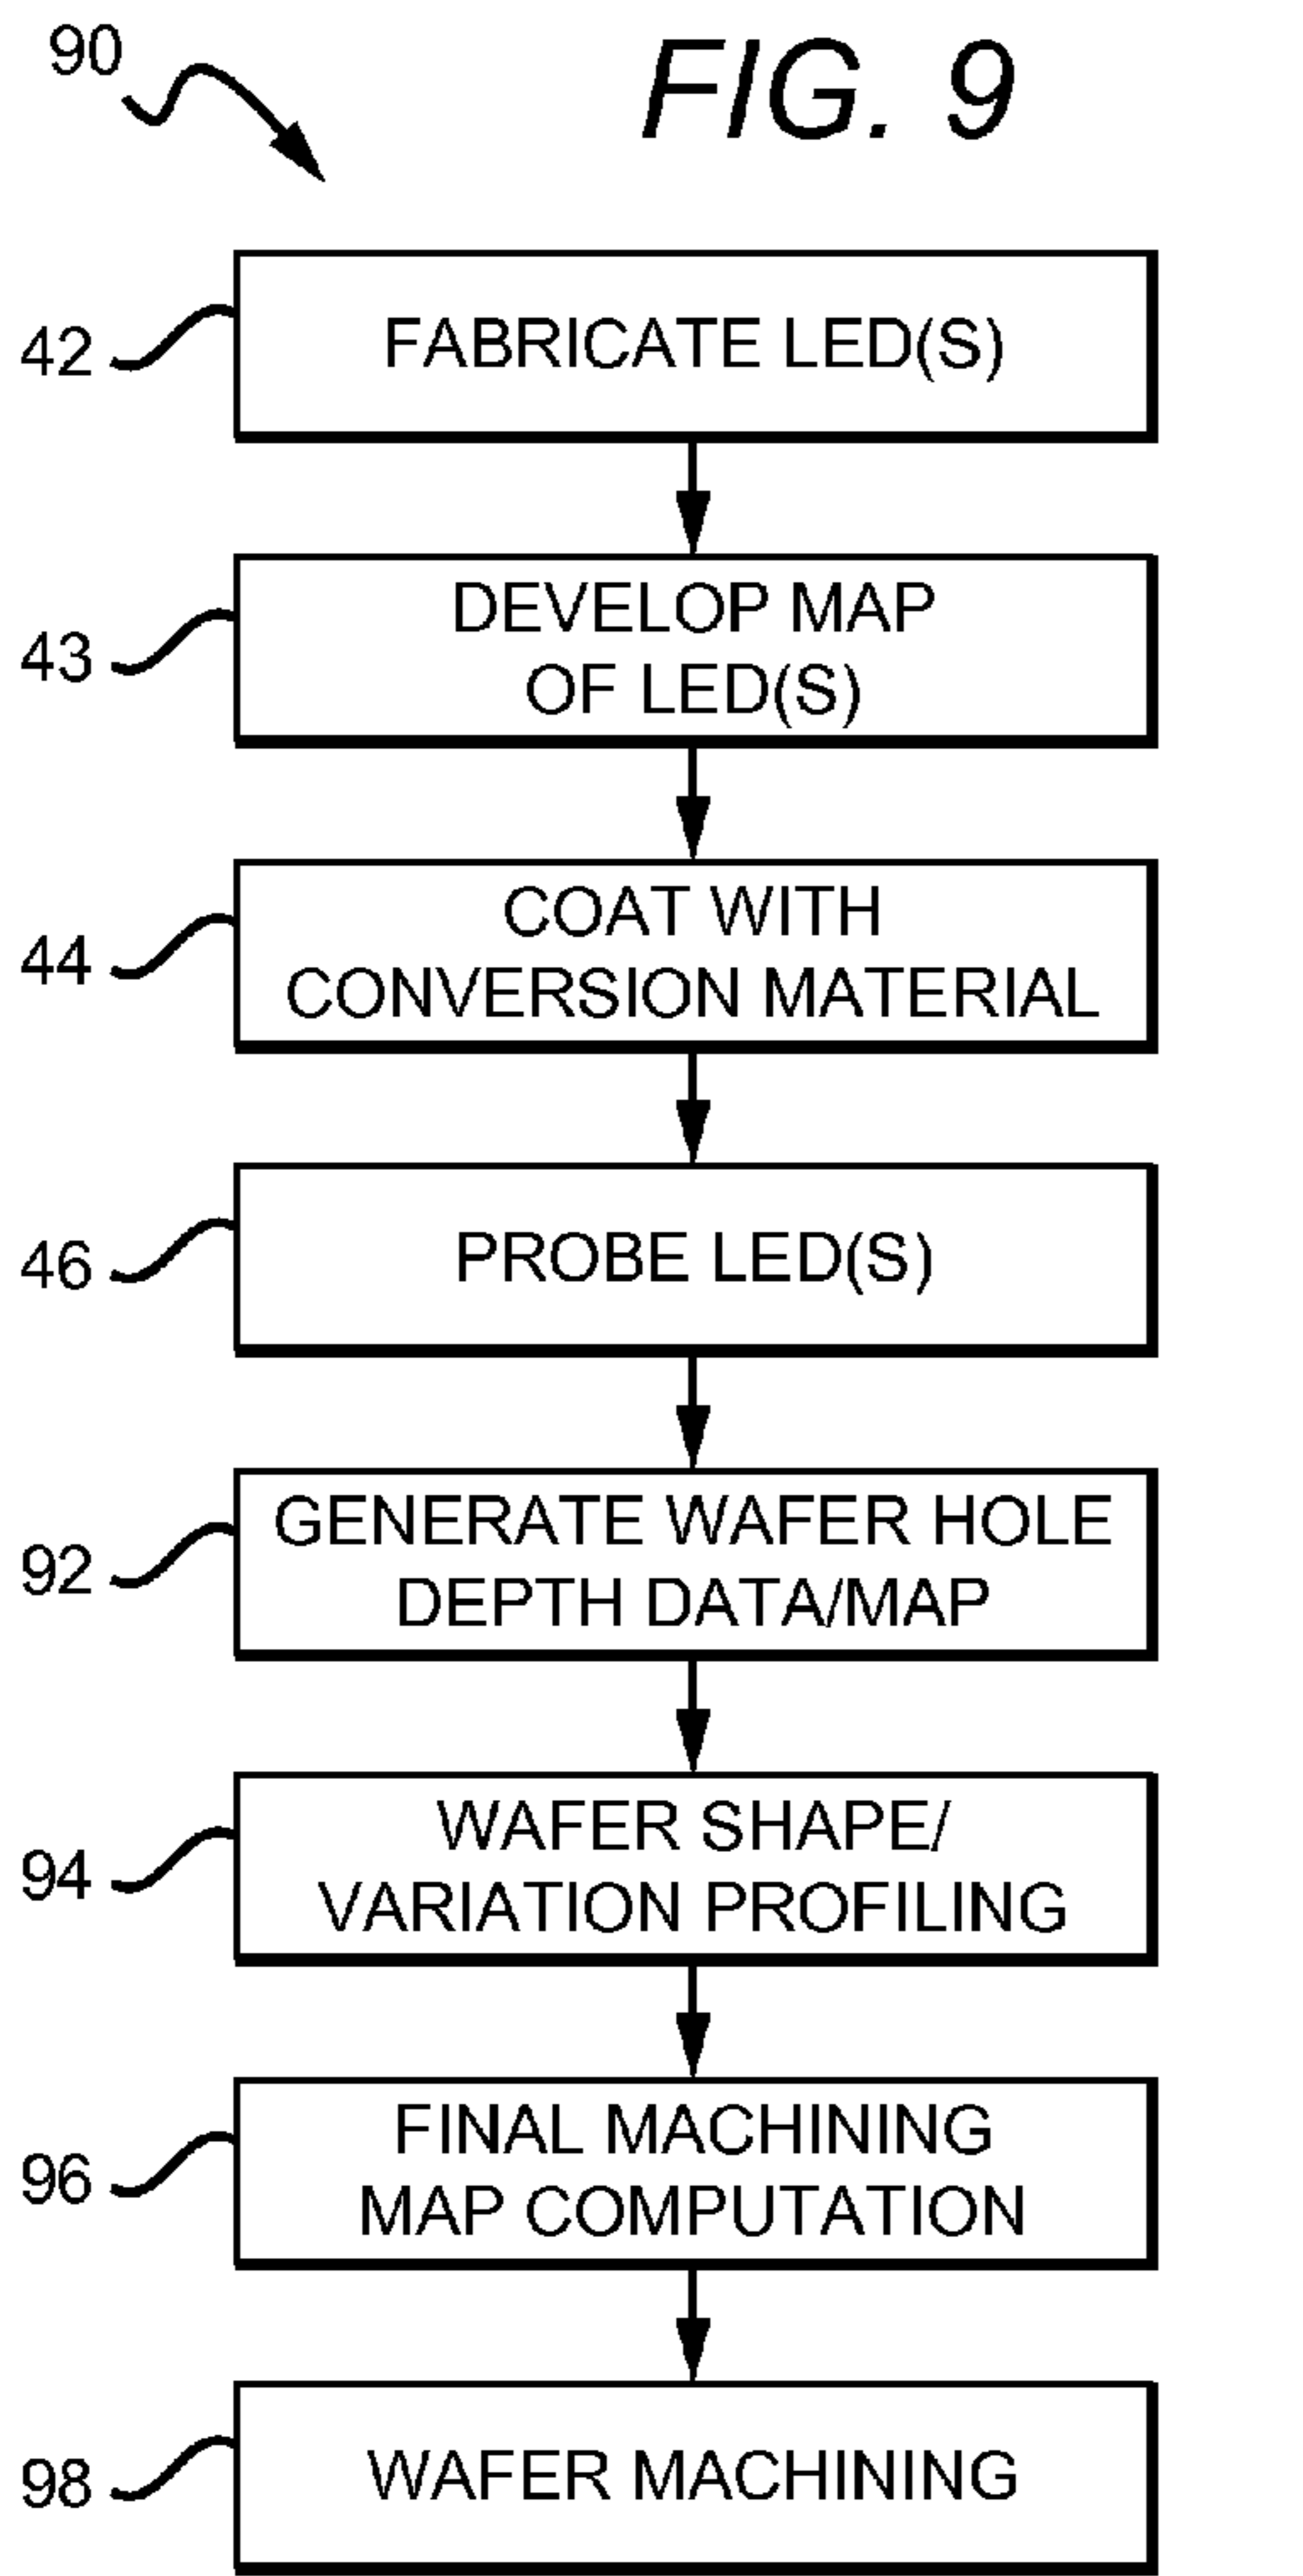 90
FIG. 9
42
FABRICATE LED(S)
43
DEVELOP MAP
OF LED(S)
44
COAT WITH
CONVERSION MATERIAL
46
PROBE LED(S)
92
GENERATE WAFER HOLE
DEPTH DATA/MAP
94
WAFER SHAPE/
VARIATION PROFILING
96
FINAL MACHINING
MAP COMPUTATION
98
WAFER MACHINING